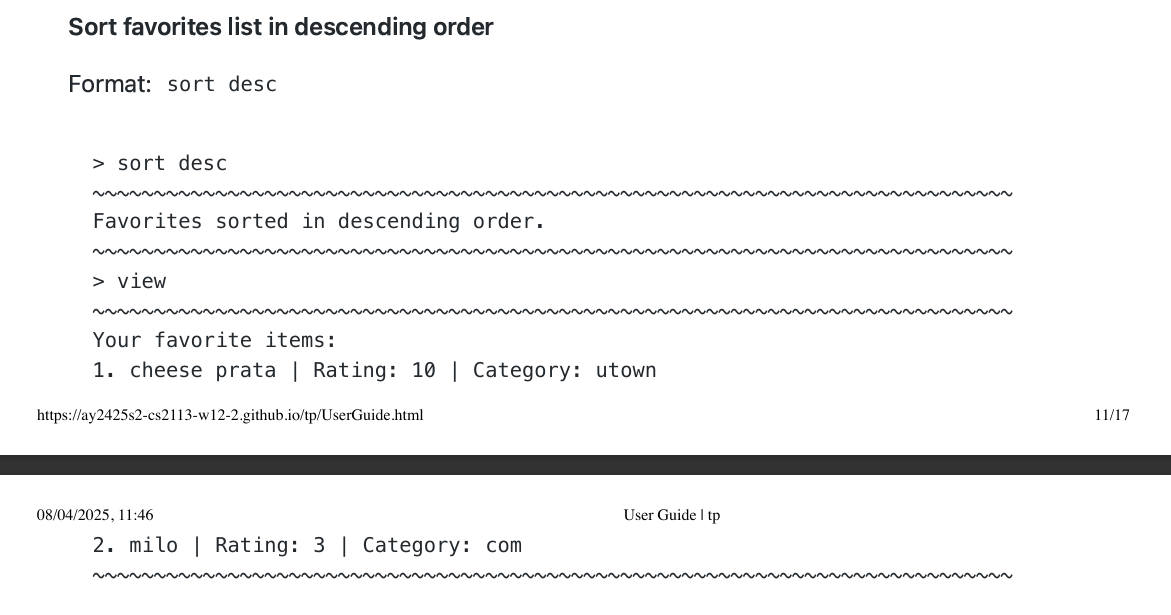 Sort favorites list in descending order
Format: sort desc
> sort desc
~~~~~~~~~~~~~~~~~~~~~~~~~~~~~~~~~~~~~~~~~~~~~~~~~~~~~~~~~~~~~~~~~~~~~~~~~~~
Favorites sorted in descending order.
~~~~~~~~~~~~~~~~~~~~~~~~~~~~~~~~~~~~~~~~~~~~~~~~~~~~~~~~~~~~~~~~~~~~~~~~~~~
> view
~~~~~~~~~~~~~~~~~~~~~~~~~~~~~~~~~~~~~~~~~~~~~~~~~~~~~~~~~~~~~~~~~~~~~~~~~~~
Your favorite items:
1. cheese prata | Rating: 10 | Category: utown
https://ay2425s2-cs2113-w12-2.github.io/tp/UserGuide.html 11/17
08/04/2025, 11:46 User Guide | tp
2. milo | Rating: 3 | Category: com
~~~~~~~~~~~~~~~~~~~~~~~~~~~~~~~~~~~~~~~~~~~~~~~~~~~~~~~~~~~~~~~~~~~~~~~~~~~